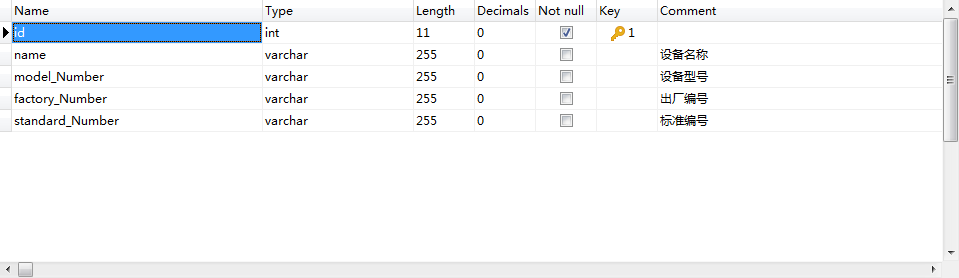 Name Type Length Decimals Not null Key Comment
id int 11 0 1
name varchar 255 0 设备名称
model_Number varchar 255 0 设备型号
factory_Number varchar 255 0 出厂编号
standard_Number varchar 255 0 标准编号